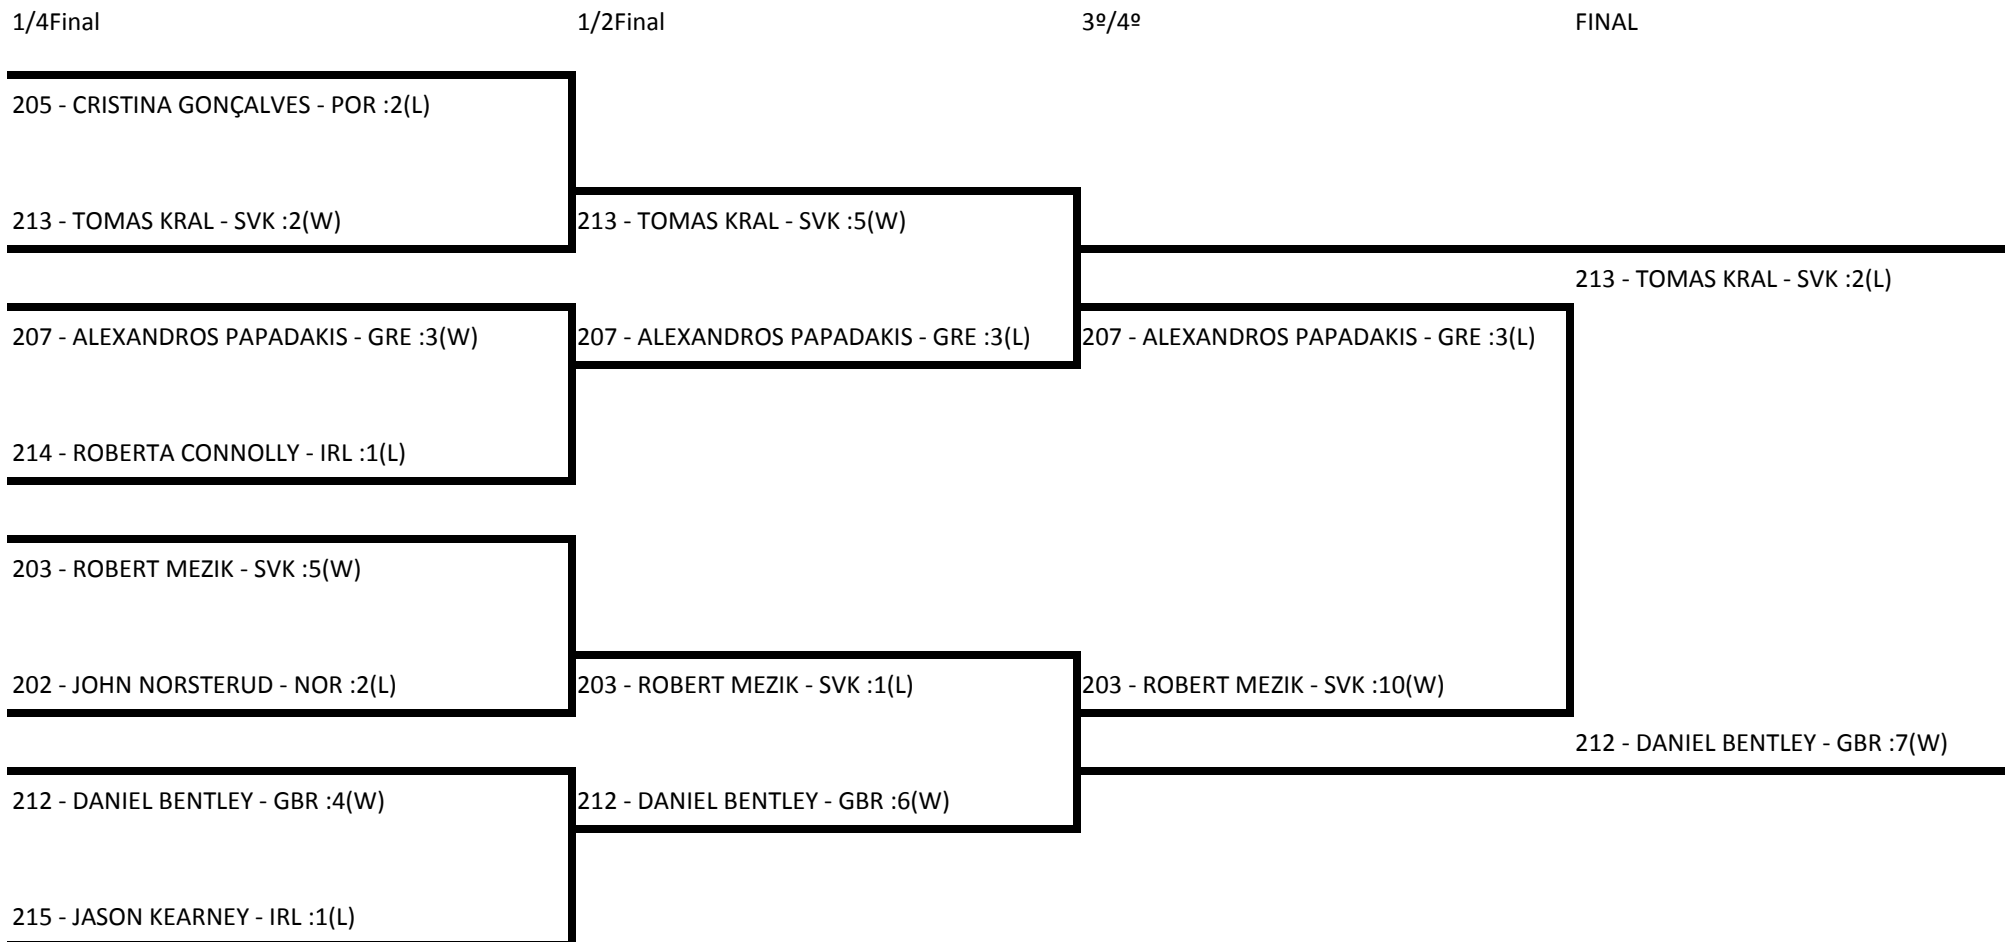 1/4Final 1/2Final 3º/4º FINAL
205 - CRISTINA GONÇALVES - POR :2(L)
213 - TOMAS KRAL - SVK :2(W) 213 - TOMAS KRAL - SVK :5(W)
213 - TOMAS KRAL - SVK :2(L)
207 - ALEXANDROS PAPADAKIS - GRE :3(W) 207 - ALEXANDROS PAPADAKIS - GRE :3(L) 207 - ALEXANDROS PAPADAKIS - GRE :3(L)
214 - ROBERTA CONNOLLY - IRL :1(L)
203 - ROBERT MEZIK - SVK :5(W)
202 - JOHN NORSTERUD - NOR :2(L) 203 - ROBERT MEZIK - SVK :1(L) 203 - ROBERT MEZIK - SVK :10(W)
212 - DANIEL BENTLEY - GBR :7(W)
212 - DANIEL BENTLEY - GBR :4(W) 212 - DANIEL BENTLEY - GBR :6(W)
215 - JASON KEARNEY - IRL :1(L)